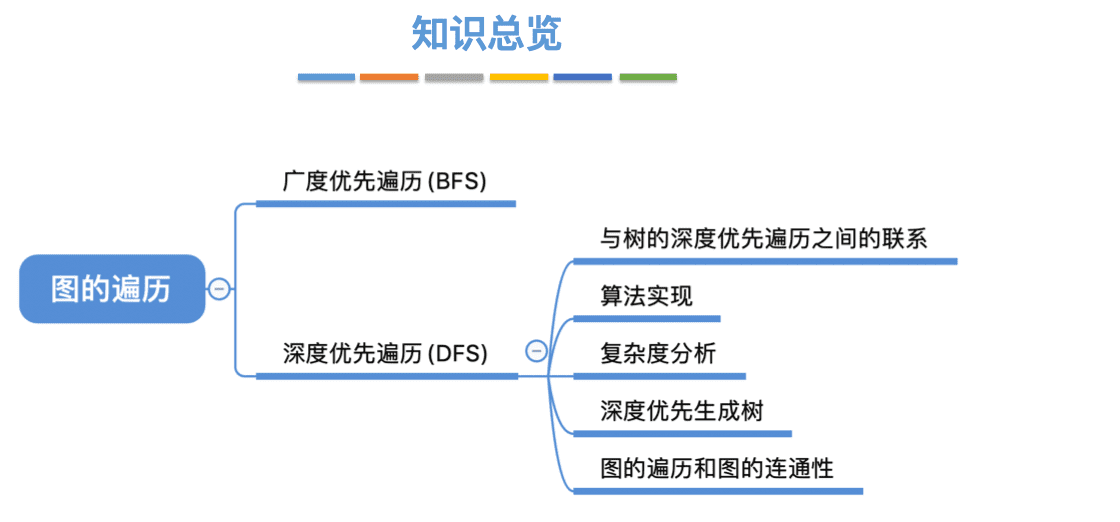 知识总览
图的遍历
广度优先遍历(BFS)
深度优先遍历(DFS)
与树的深度优先遍历之间的联系
算法实现
复杂度分析
深度优先生成树
图的遍历和图的连通性